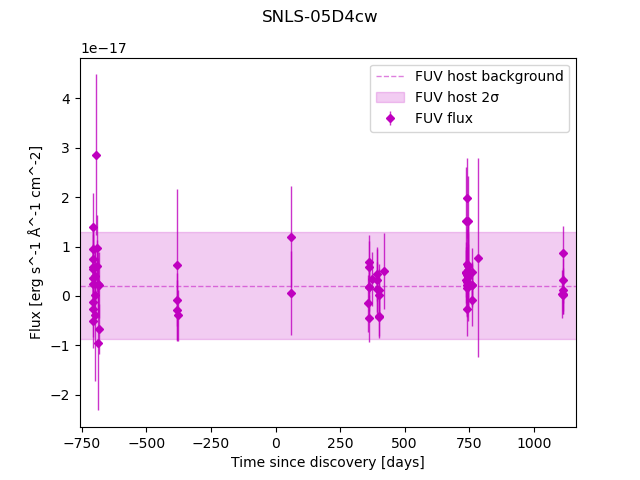 SNLS-05D4cw
1e−17
FUV host background
FUV host 2σ
FUV flux
Flux [erg s^-1 Å^-1 cm^-2]
4
3
2
1
0
−1
−2
−750 −500 −250 0 250 500 750 1000
Time since discovery [days]